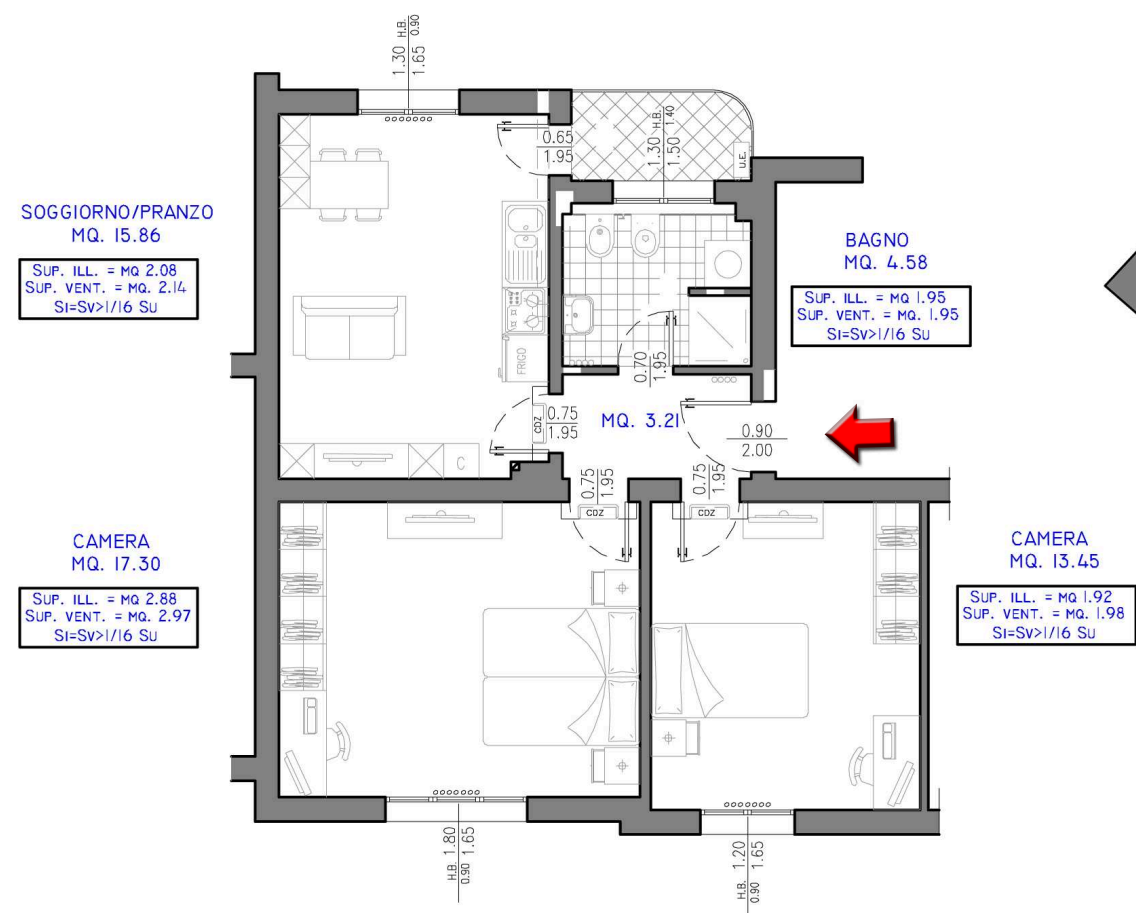 H.B. 0.90
1.30
1.65
0.65
1.95
H.B. 1.40
1.30
1.50
U.E.
SOGGIORNO/PRANZO
MQ. 15.86
SUP. ILL. = MQ 2.08
SUP. VENT. = MQ. 2.14
SI=SV>1/16 SU
BAGNO
MQ. 4.58
SUP. ILL. = MQ 1.95
SUP. VENT. = MQ. 1.95
SI=SV>1/16 SU
FRIGO
0.70
1.95
CDZ
0.75
1.95
MQ. 3.21
0.90
2.00
C
0.75
1.95
0.75
1.95
CDZ
CDZ
CAMERA
MQ. 17.30
SUP. ILL. = MQ 2.88
SUP. VENT. = MQ. 2.97
SI=SV>1/16 SU
CAMERA
MQ. 13.45
SUP. ILL. = MQ 1.92
SUP. VENT. = MQ. 1.98
SI=SV>1/16 SU
1.80
1.65
H.B. 0.90
1.20
1.65
H.B. 0.90